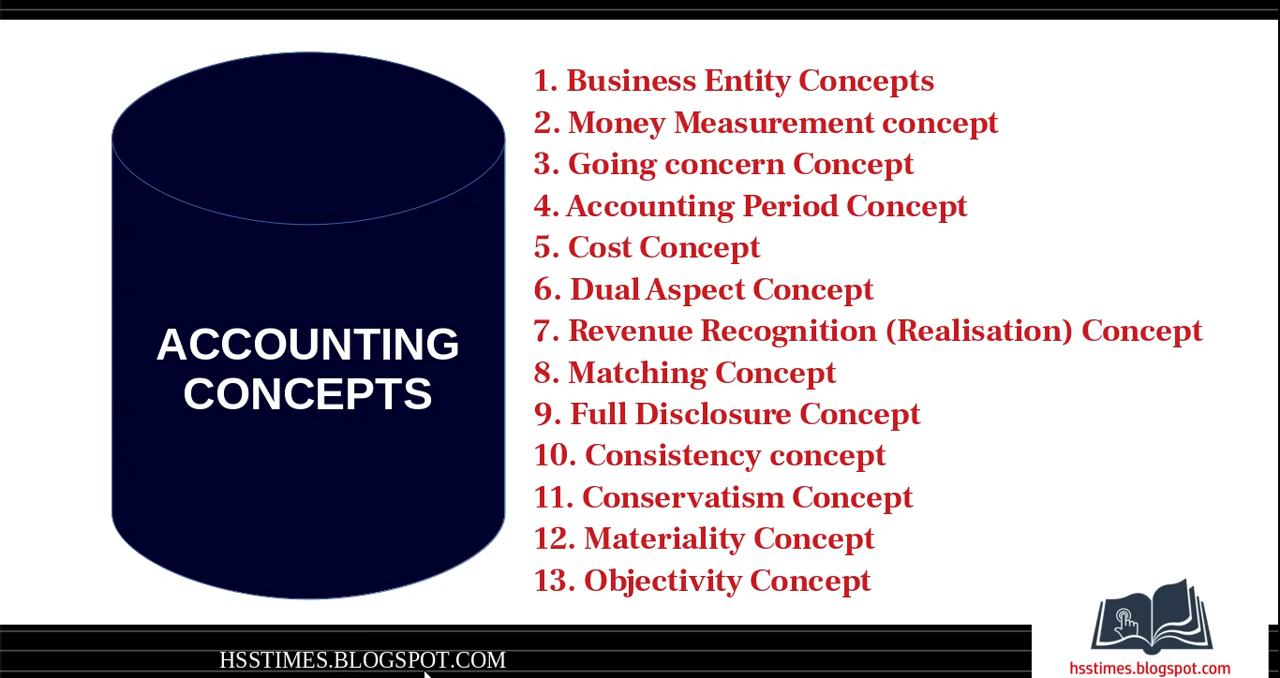 ACCOUNTING
CONCEPTS
1. Business Entity Concepts
2. Money Measurement concept
3. Going concern Concept
4. Accounting Period Concept
5. Cost Concept
6. Dual Aspect Concept
7. Revenue Recognition (Realisation) Concept
8. Matching Concept
9. Full Disclosure Concept
10. Consistency concept
11. Conservatism Concept
12. Materiality Concept
13. Objectivity Concept
HSSTIMES.BLOGSPOT.COM
hsstimes.blogspot.com